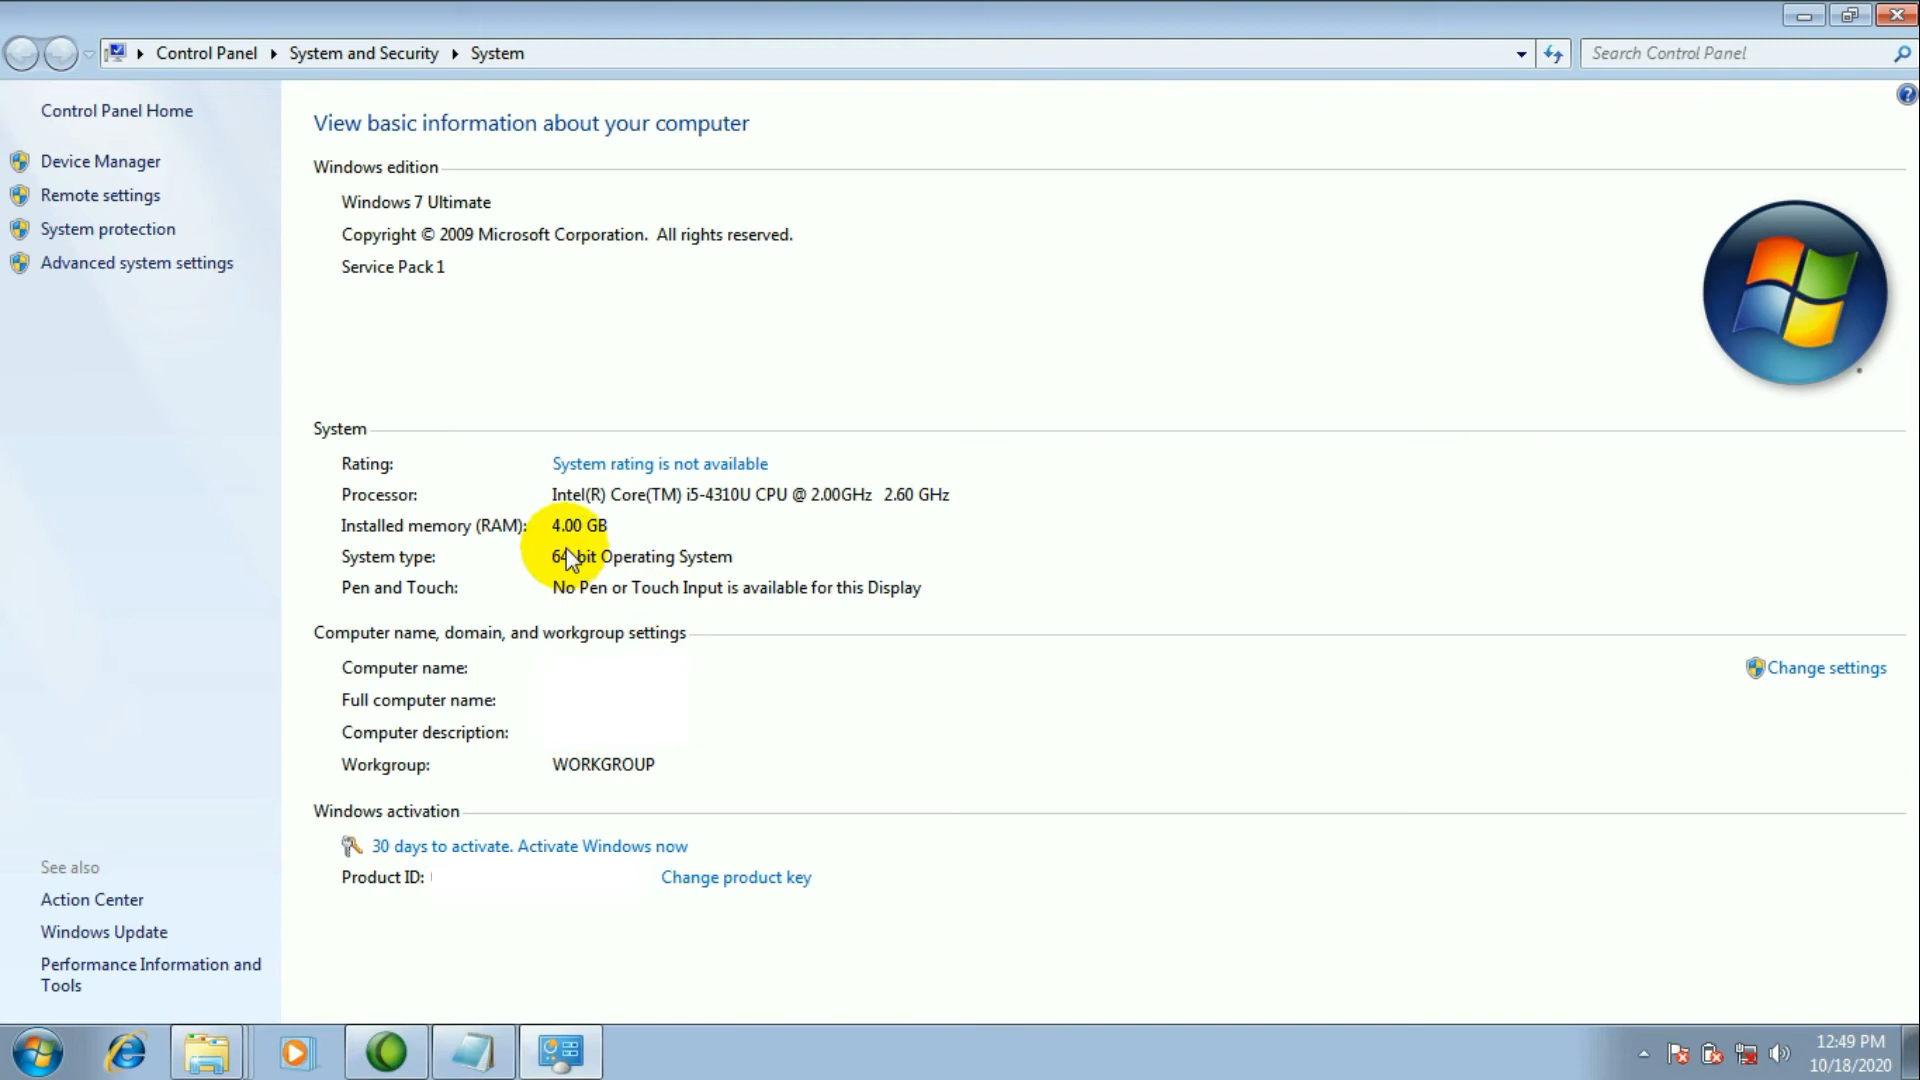 Control Panel ▸ System and Security ▸ System
Search Control Panel
Control Panel Home
Device Manager
Remote settings
System protection
Advanced system settings
View basic information about your computer
Windows edition
Windows 7 Ultimate
Copyright © 2009 Microsoft Corporation. All rights reserved.
Service Pack 1
System
Rating: System rating is not available
Processor: Intel(R) Core(TM) i5-4310U CPU @ 2.00GHz 2.60 GHz
Installed memory (RAM): 4.00 GB
System type: 64-bit Operating System
Pen and Touch: No Pen or Touch Input is available for this Display
Computer name, domain, and workgroup settings
Computer name:
Change settings
Full computer name:
Computer description:
Workgroup: WORKGROUP
Windows activation
30 days to activate. Activate Windows now
Product ID: Change product key
See also
Action Center
Windows Update
Performance Information and
Tools
12:49 PM
10/18/2020